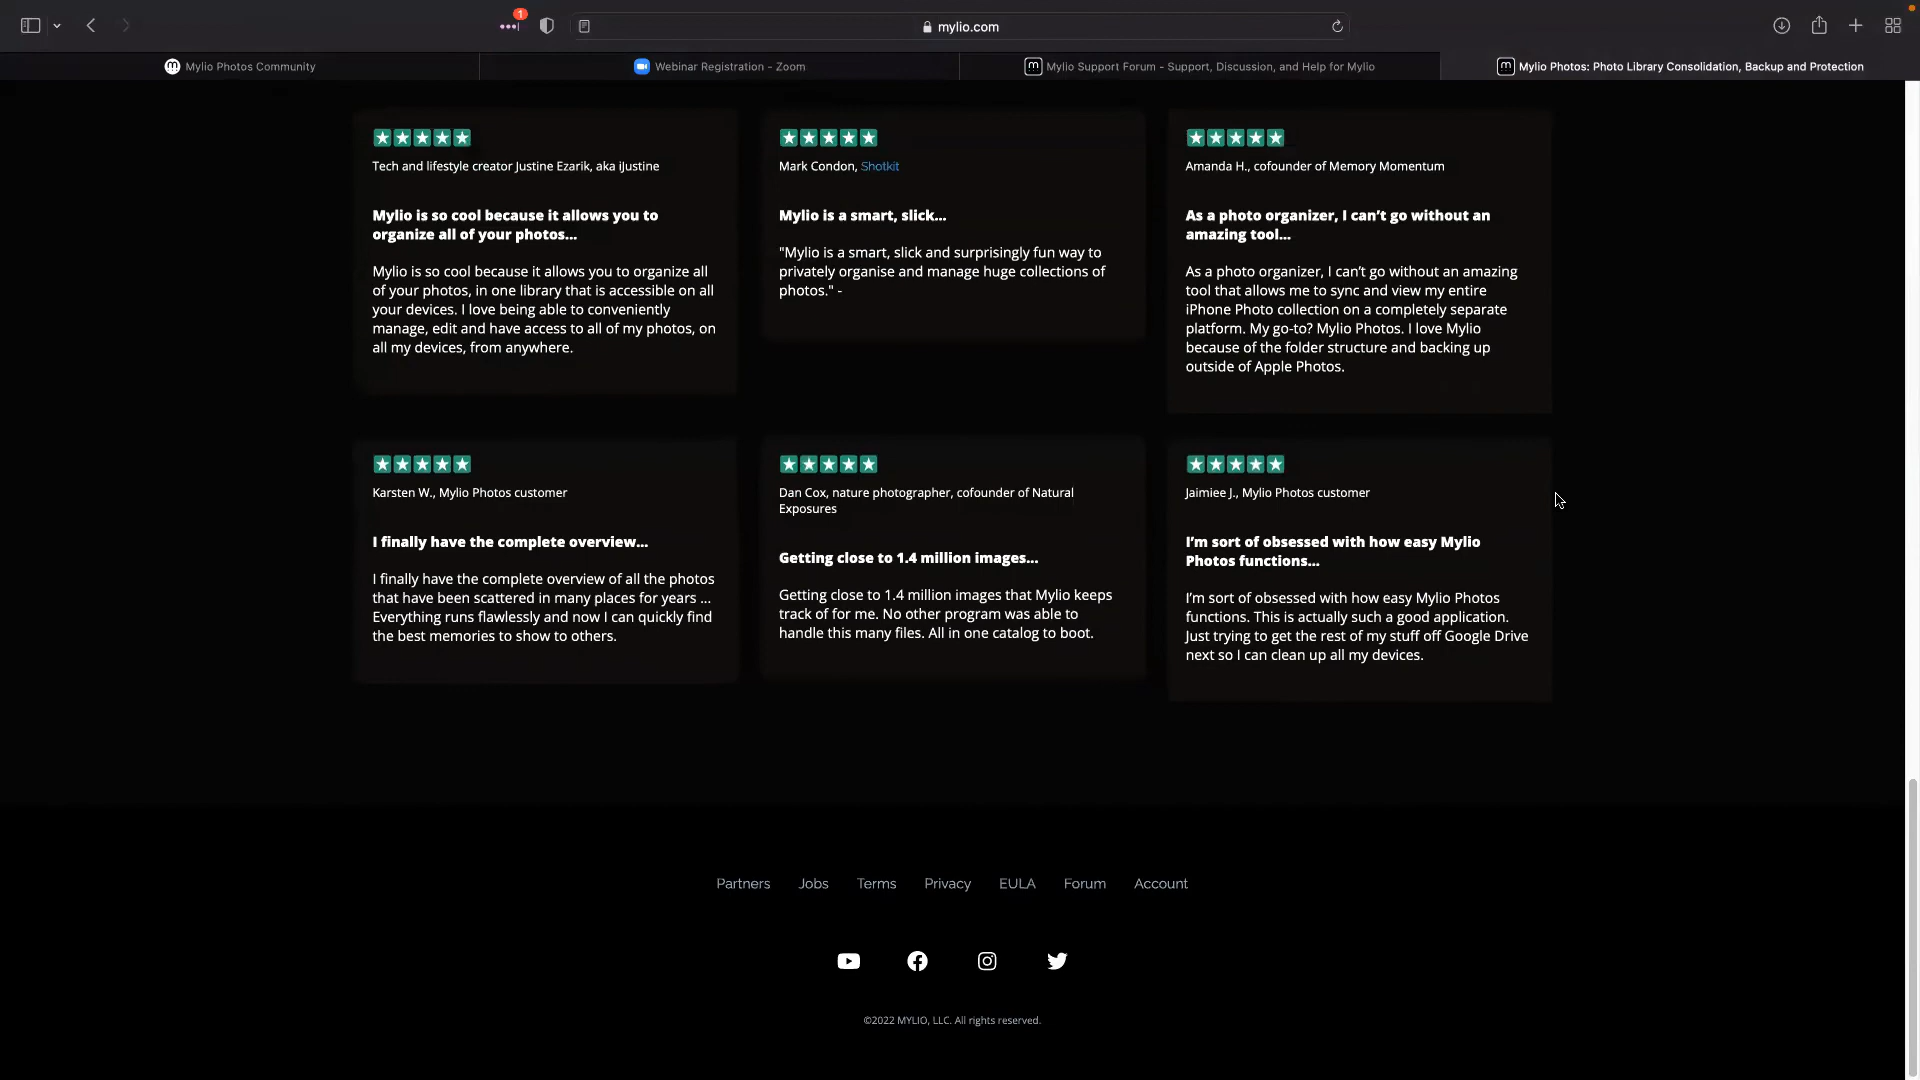 1
mylio.com
Mylio Photos Community
Webinar Registration - Zoom
Mylio Support Forum - Support, Discussion, and Help for Mylio
Mylio Photos: Photo Library Consolidation, Backup and Protection
Tech and lifestyle creator Justine Ezarik, aka iJustine
Mylio is so cool because it allows you to
organize all of your photos...
Mylio is so cool because it allows you to organize all
of your photos, in one library that is accessible on all
your devices. I love being able to conveniently
manage, edit and have access to all of my photos, on
all my devices, from anywhere.
Mark Condon, Shotkit
Mylio is a smart, slick...
"Mylio is a smart, slick and surprisingly fun way to
privately organise and manage huge collections of
photos." -
Amanda H., cofounder of Memory Momentum
As a photo organizer, I can’t go without an
amazing tool...
As a photo organizer, I can’t go without an amazing
tool that allows me to sync and view my entire
iPhone Photo collection on a completely separate
platform. My go-to? Mylio Photos. I love Mylio
because of the folder structure and backing up
outside of Apple Photos.
Karsten W., Mylio Photos customer
I finally have the complete overview...
I finally have the complete overview of all the photos
that have been scattered in many places for years ...
Everything runs flawlessly and now I can quickly find
the best memories to show to others.
Dan Cox, nature photographer, cofounder of Natural
Exposures
Getting close to 1.4 million images...
Getting close to 1.4 million images that Mylio keeps
track of for me. No other program was able to
handle this many files. All in one catalog to boot.
Jaimiee J., Mylio Photos customer
I’m sort of obsessed with how easy Mylio
Photos functions...
I’m sort of obsessed with how easy Mylio Photos
functions. This is actually such a good application.
Just trying to get the rest of my stuff off Google Drive
next so I can clean up all my devices.
Partners Jobs Terms Privacy EULA Forum Account
©2022 MYLIO, LLC. All rights reserved.